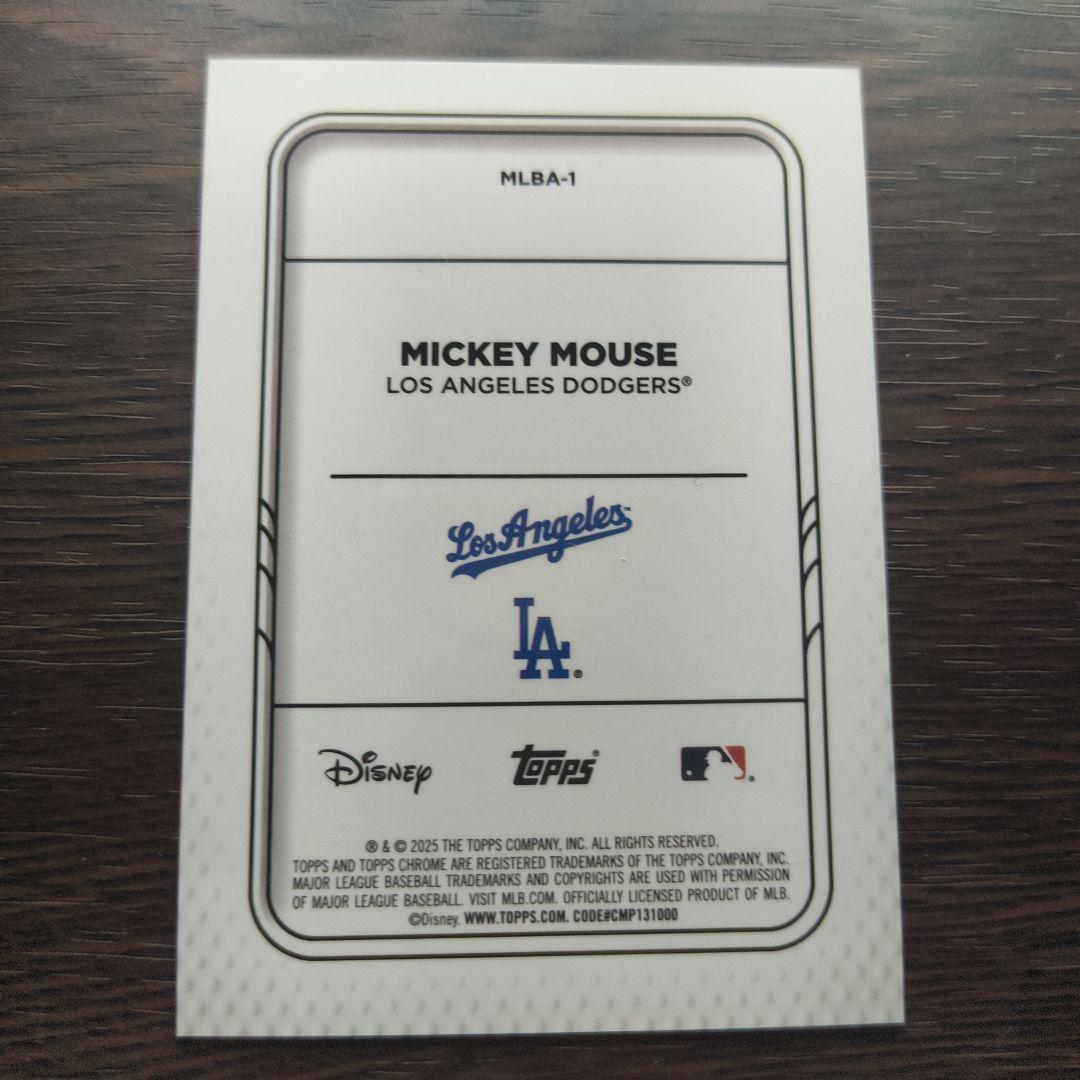 MLBA-1
MICKEY MOUSE
LOS ANGELES DODGERS®
Los Angeles™
LA®
Disney
topps®
® & © 2025 THE TOPPS COMPANY, INC. ALL RIGHTS RESERVED.
TOPPS AND TOPPS CHROME ARE REGISTERED TRADEMARKS OF THE TOPPS COMPANY, INC.
MAJOR LEAGUE BASEBALL TRADEMARKS AND COPYRIGHTS ARE USED WITH PERMISSION
OF MAJOR LEAGUE BASEBALL. VISIT MLB.COM. OFFICIALLY LICENSED PRODUCT OF MLB.
©Disney. WWW.TOPPS.COM. CODE#CMP131000